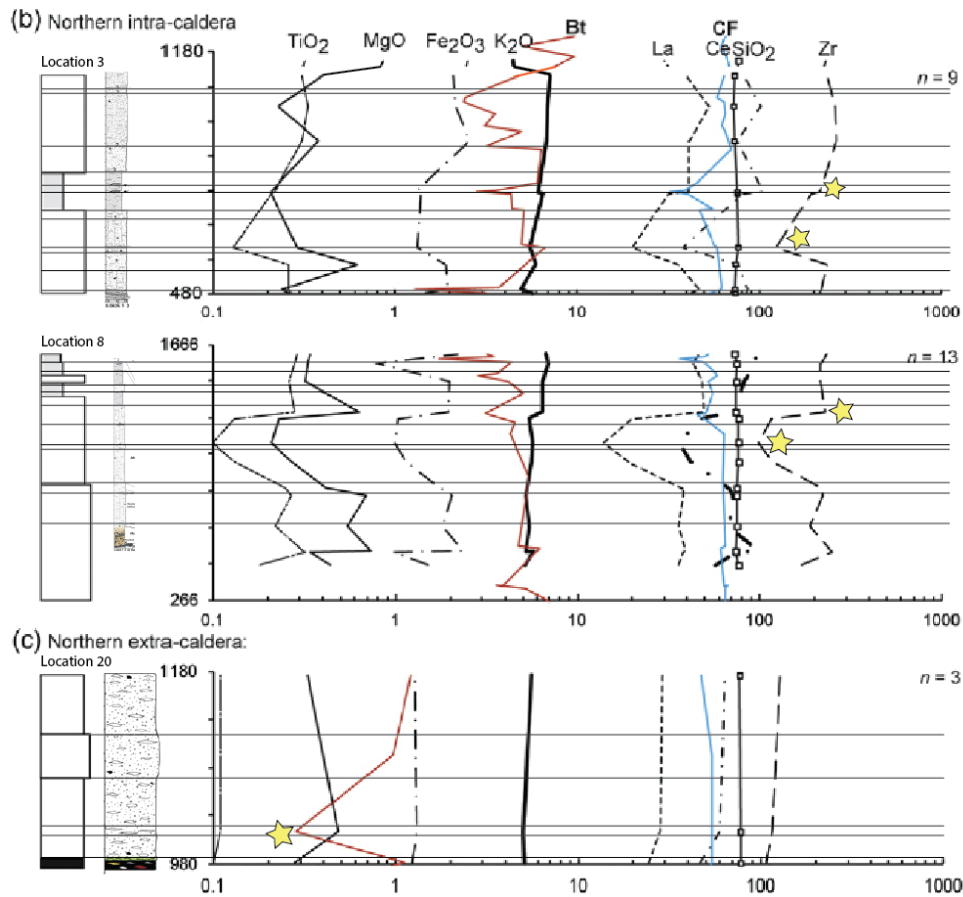 (b) Northern intra-caldera
TiO2 MgO Fe2O3 K2O Bt La CF CeSiO2 Zr
Location 3
1180
n = 9
480
0.1 1 10 100 1000
Location 8
1666
n = 13
266
0.1 1 10 100 1000
(c) Northern extra-caldera:
Location 20
1180
n = 3
980
0.1 1 10 100 1000